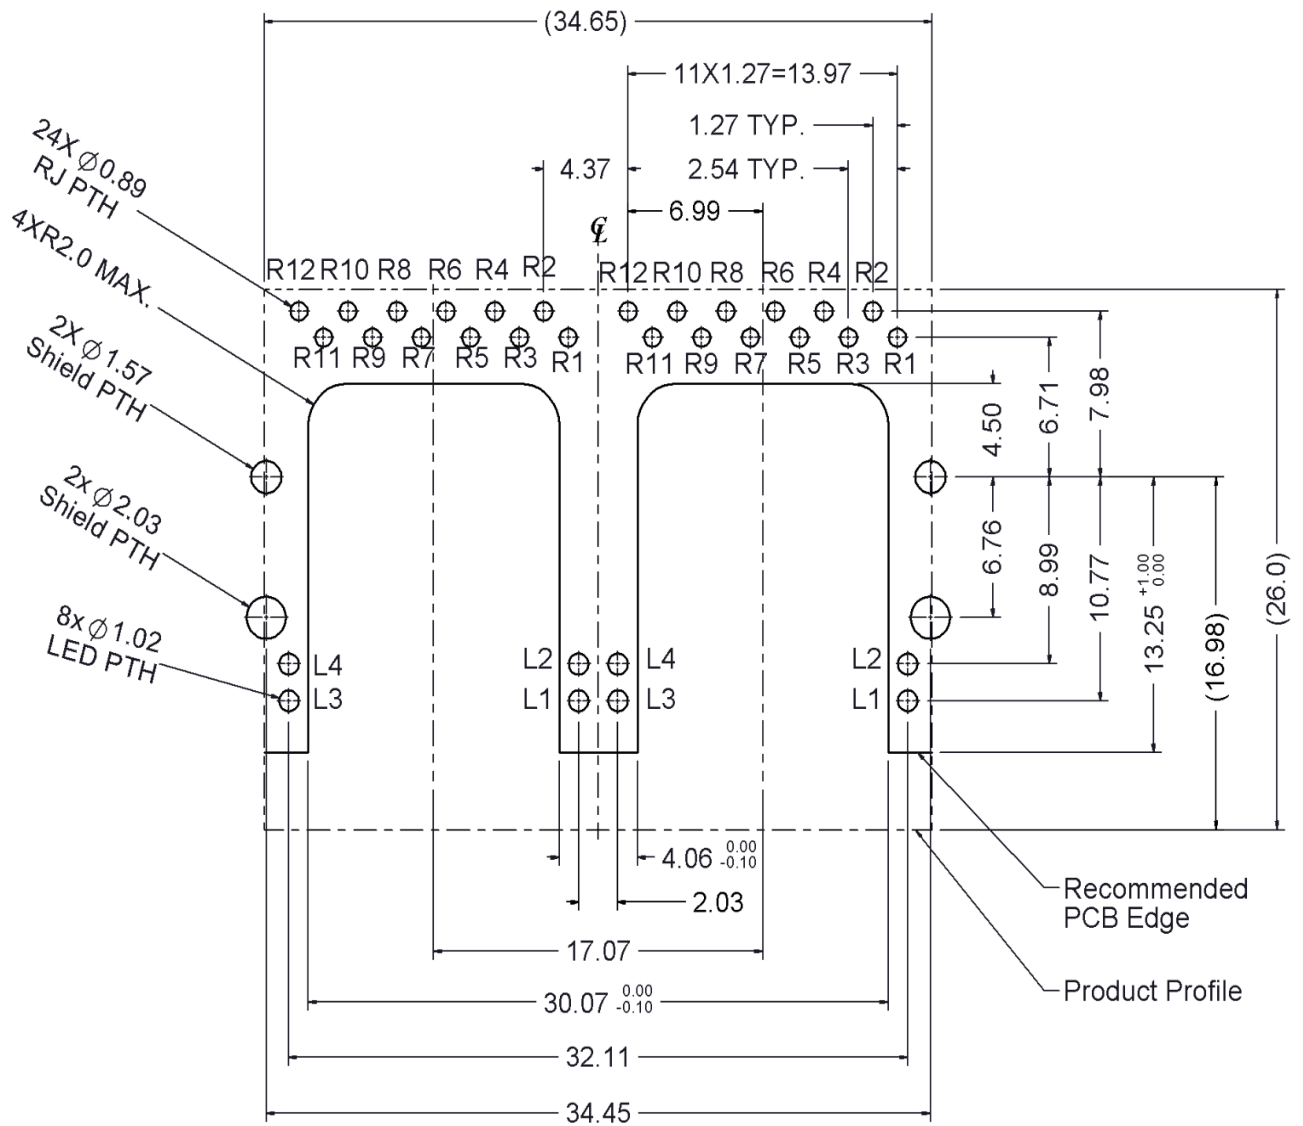 (34.65)
11X1.27=13.97
1.27 TYP.
4.37
2.54 TYP.
6.99
24X Ø0.89
RJ PTH
4XR2.0 MAX.
℄
R12 R10 R8 R6 R4 R2 R12 R10 R8 R6 R4 R2
R11 R9 R7 R5 R3 R1 R11 R9 R7 R5 R3 R1
2X Ø1.57
Shield PTH
2x Ø2.03
Shield PTH
8x Ø1.02
LED PTH
4.50
6.71
7.98
6.76
8.99
10.77
13.25 +1.00 0.00
(16.98)
(26.0)
L4 L2 L4 L2
L3 L1 L3 L1
4.06 0.00 -0.10
2.03
Recommended
PCB Edge
17.07
Product Profile
30.07 0.00 -0.10
32.11
34.45